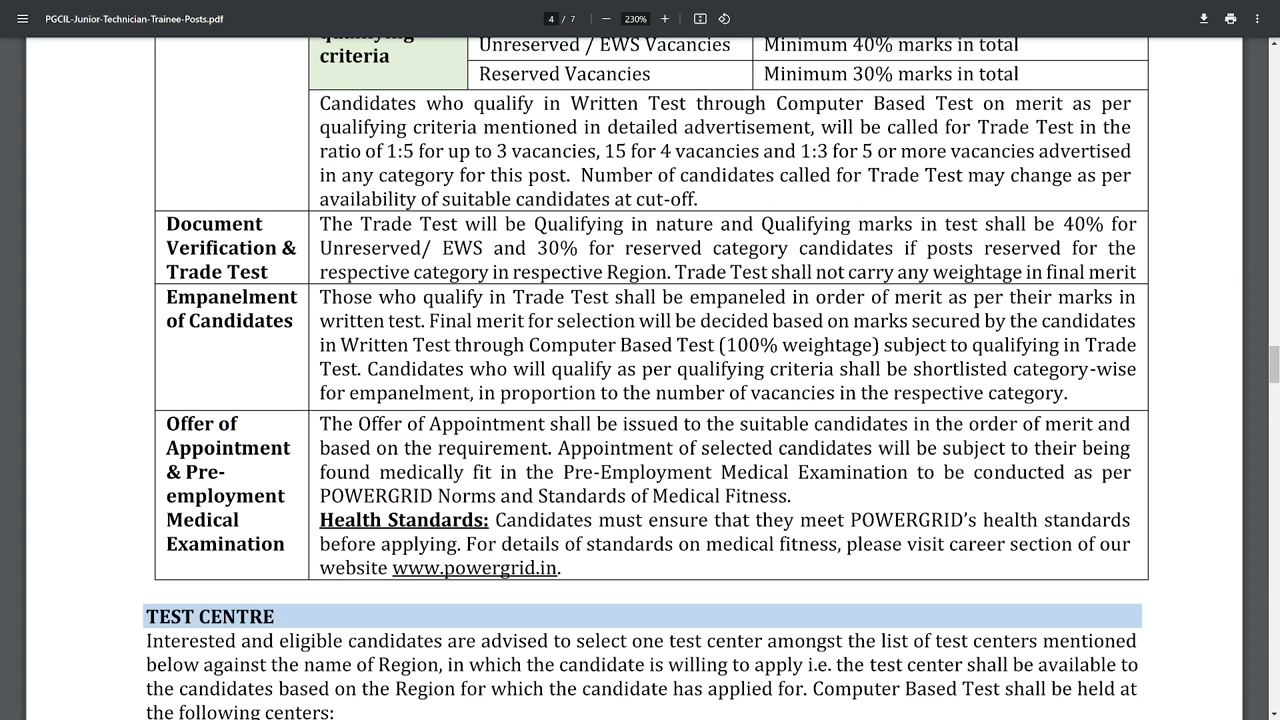 PGCIL-Junior-Technician-Trainee-Posts.pdf
4 / 7
230%
qualifying
criteria
Unreserved / EWS Vacancies
Minimum 40% marks in total
Reserved Vacancies
Minimum 30% marks in total
Candidates who qualify in Written Test through Computer Based Test on merit as per
qualifying criteria mentioned in detailed advertisement, will be called for Trade Test in the
ratio of 1:5 for up to 3 vacancies, 15 for 4 vacancies and 1:3 for 5 or more vacancies advertised
in any category for this post.  Number of candidates called for Trade Test may change as per
availability of suitable candidates at cut-off.
Document
Verification &
Trade Test
The Trade Test will be Qualifying in nature and Qualifying marks in test shall be 40% for
Unreserved/ EWS and 30% for reserved category candidates if posts reserved for the
respective category in respective Region. Trade Test shall not carry any weightage in final merit
Empanelment
of Candidates
Those who qualify in Trade Test shall be empaneled in order of merit as per their marks in
written test. Final merit for selection will be decided based on marks secured by the candidates
in Written Test through Computer Based Test (100% weightage) subject to qualifying in Trade
Test. Candidates who will qualify as per qualifying criteria shall be shortlisted category-wise
for empanelment, in proportion to the number of vacancies in the respective category.
Offer of
Appointment
& Pre-
employment
Medical
Examination
The Offer of Appointment shall be issued to the suitable candidates in the order of merit and
based on the requirement. Appointment of selected candidates will be subject to their being
found medically fit in the Pre-Employment Medical Examination to be conducted as per
POWERGRID Norms and Standards of Medical Fitness.
Health Standards: Candidates must ensure that they meet POWERGRID's health standards
before applying. For details of standards on medical fitness, please visit career section of our
website www.powergrid.in.
TEST CENTRE
Interested and eligible candidates are advised to select one test center amongst the list of test centers mentioned
below against the name of Region, in which the candidate is willing to apply i.e. the test center shall be available to
the candidates based on the Region for which the candidate has applied for. Computer Based Test shall be held at
the following centers: